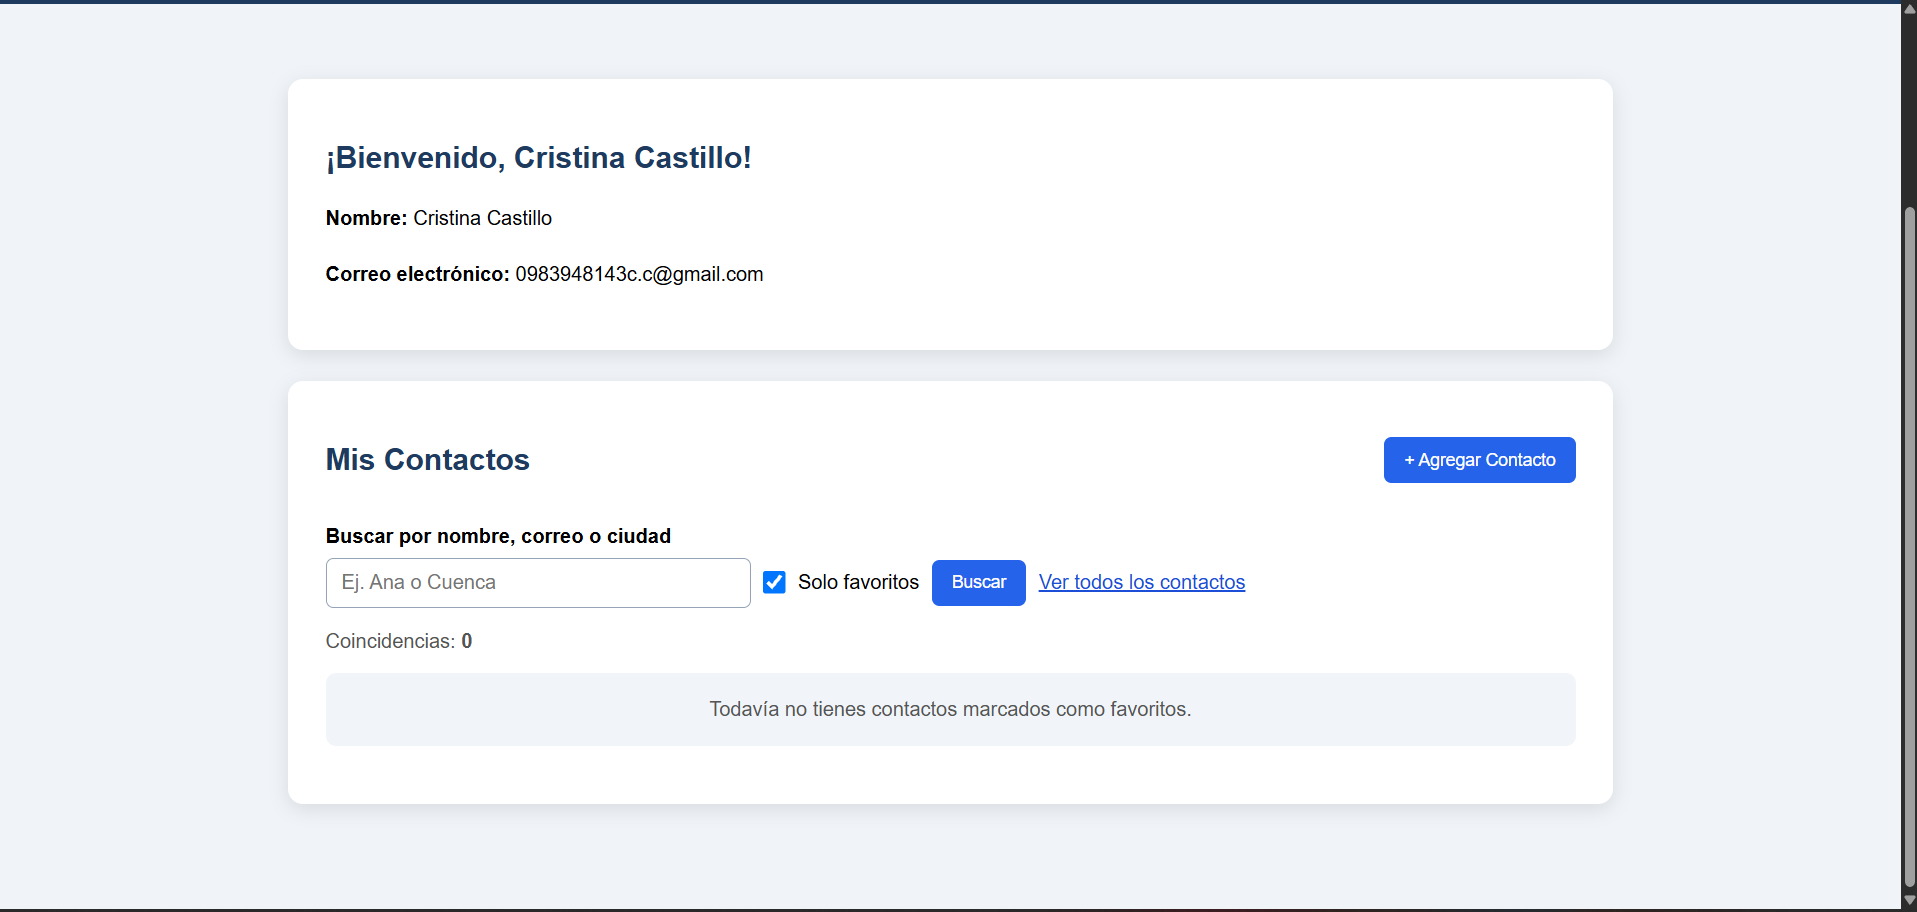 ¡Bienvenido, Cristina Castillo!
Nombre: Cristina Castillo
Correo electrónico: 0983948143c.c@gmail.com
Mis Contactos
+ Agregar Contacto
Buscar por nombre, correo o ciudad
Ej. Ana o Cuenca
Solo favoritos
Buscar
Ver todos los contactos
Coincidencias: 0
Todavía no tienes contactos marcados como favoritos.